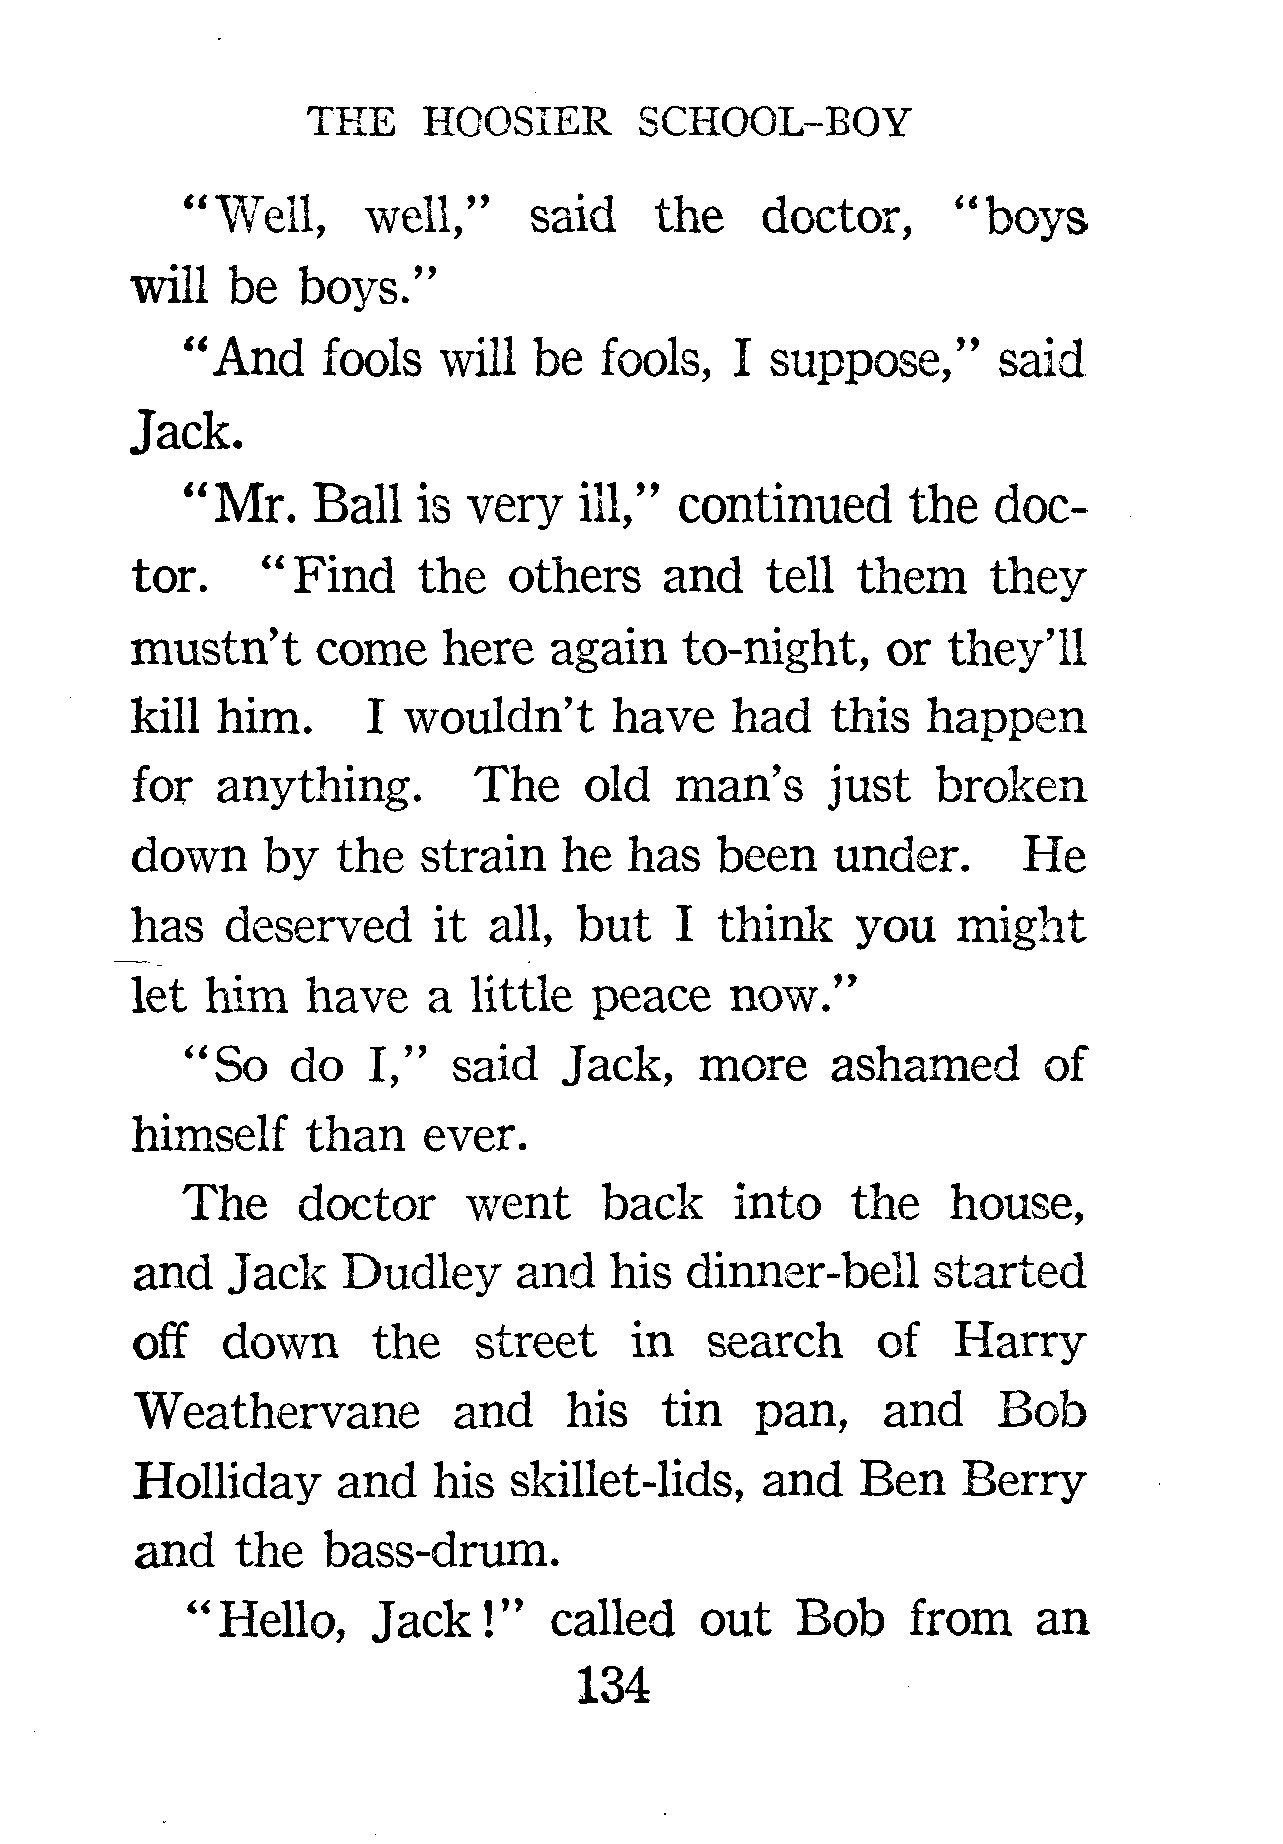 THE HOOSIER SCHOOL-BOY
"Well, well," said the doctor, "boys
will be boys."
"And fools will be fools, I suppose," said
Jack.
"Mr. Ball is very ill," continued the doc-
tor. "Find the others and tell them they
mustn't come here again to-night, or they'll
kill him. I wouldn't have had this happen
for anything. The old man's just broken
down by the strain he has been under. He
has deserved it all, but I think you might
let him have a little peace now."
"So do I," said Jack, more ashamed of
himself than ever.
The doctor went back into the house,
and Jack Dudley and his dinner-bell started
off down the street in search of Harry
Weathervane and his tin pan, and Bob
Holliday and his skillet-lids, and Ben Berry
and the bass-drum.
"Hello, Jack!" called out Bob from an
134